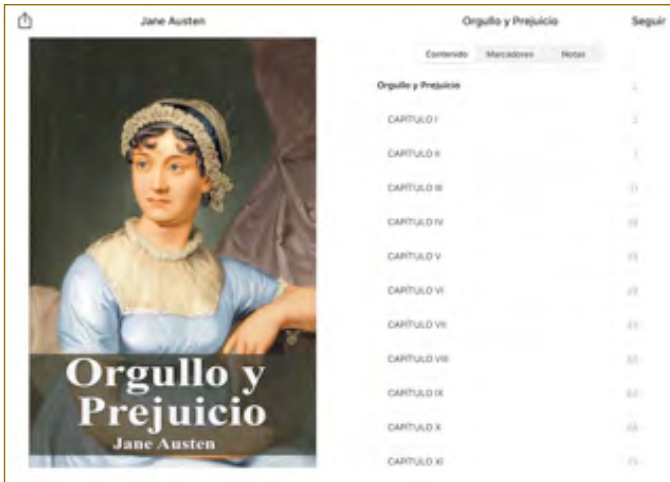 Jane Austen
Orgullo y Prejuicio
Seguir
Contenido Marcadores Notas
Orgullo y Prejuicio
CAPÍTULO I
CAPÍTULO II
CAPÍTULO III
CAPÍTULO IV
CAPÍTULO V
CAPÍTULO VI
CAPÍTULO VII
CAPÍTULO VIII
CAPÍTULO IX
CAPÍTULO X
CAPÍTULO XI
Orgullo y
Prejuicio
Jane Austen